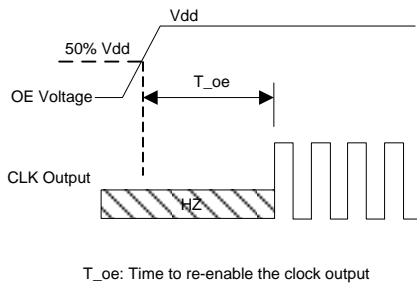 Vdd
50% Vdd
T_oe
OE Voltage
CLK Output
HZ
T_oe: Time to re-enable the clock output